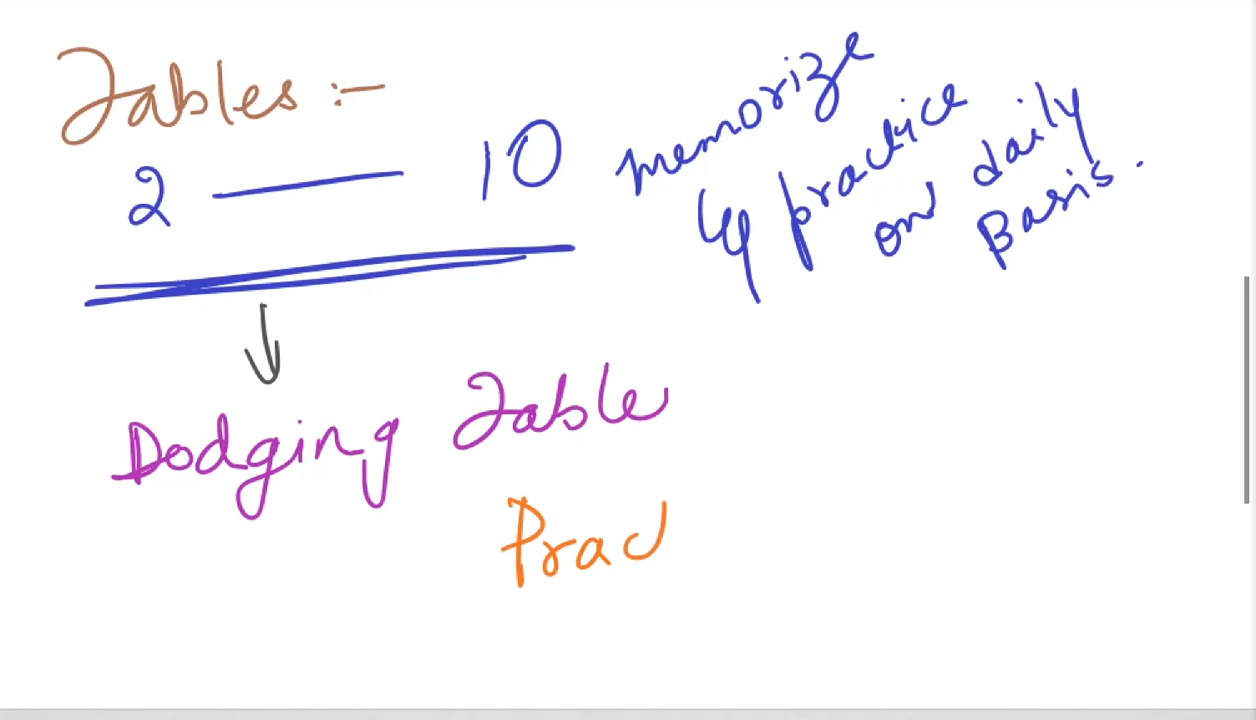 Tables :-
2 — 10
memorize
practice
on daily
Basis.
Dodging Table
Prac